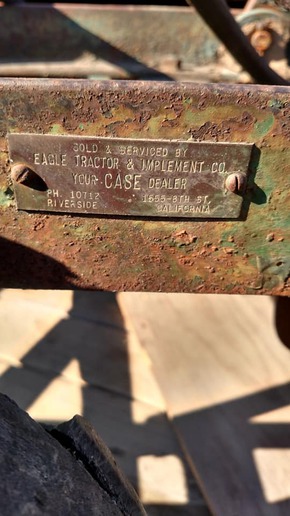 SOLD & SERVICED BY
EAGLE TRACTOR & IMPLEMENT CO.
YOUR CASE DEALER
PH. 10712 1555-8TH ST.
RIVERSIDE CALIFORNIA